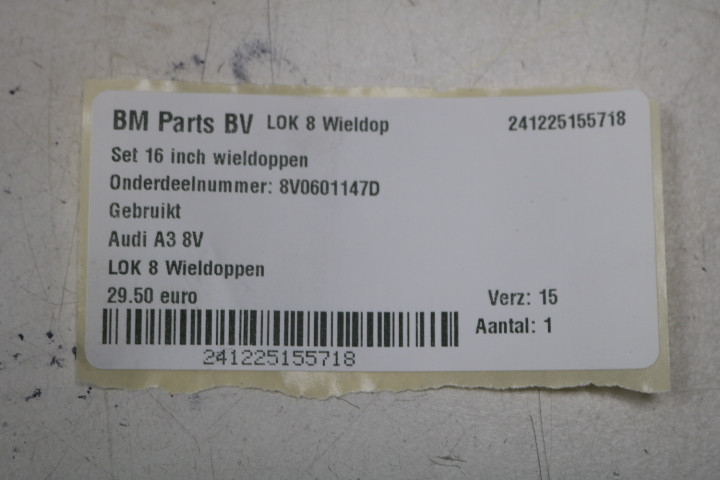 BM Parts BV LOK 8 Wieldop 241225155718
Set 16 inch wieldoppen
Onderdeelnummer: 8V0601147D
Gebruikt
Audi A3 8V
LOK 8 Wieldoppen
29.50 euro Verz: 15
Aantal: 1
241225155718